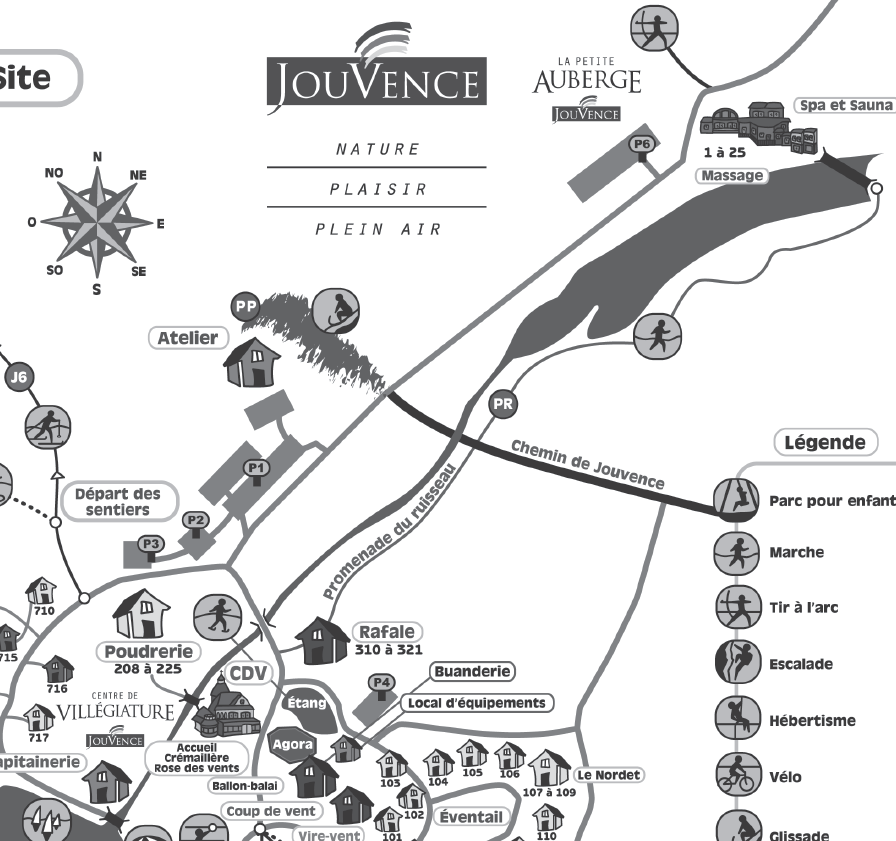 Site
JOUVENCE
NATURE
PLAISIR
PLEIN AIR
LA PETITE
AUBERGE
JOUVENCE
Spa et Sauna
1 à 25
Massage
P6
N
NO
NE
O
E
SO
SE
S
PP
Atelier
J6
PR
Chemin de Jouvence
Promenade du ruisseau
P1
P2
P3
Départ des
sentiers
Légende
Parc pour enfant
Marche
Tir à l'arc
Escalade
Hébertisme
Vélo
Glissade
710
715
716
717
Poudrerie
208 à 225
Rafale
310 à 321
CDV
CENTRE DE
VILLÉGIATURE
JOUVENCE
Buanderie
P4
Local d'équipements
Étang
Agora
Accueil
Crémaillère
Rose des vents
apitainerie
Ballon-balai
Coup de vent
Vire-vent
103
104
105
106
107 à 109
Le Nordet
102
101
Éventail
110